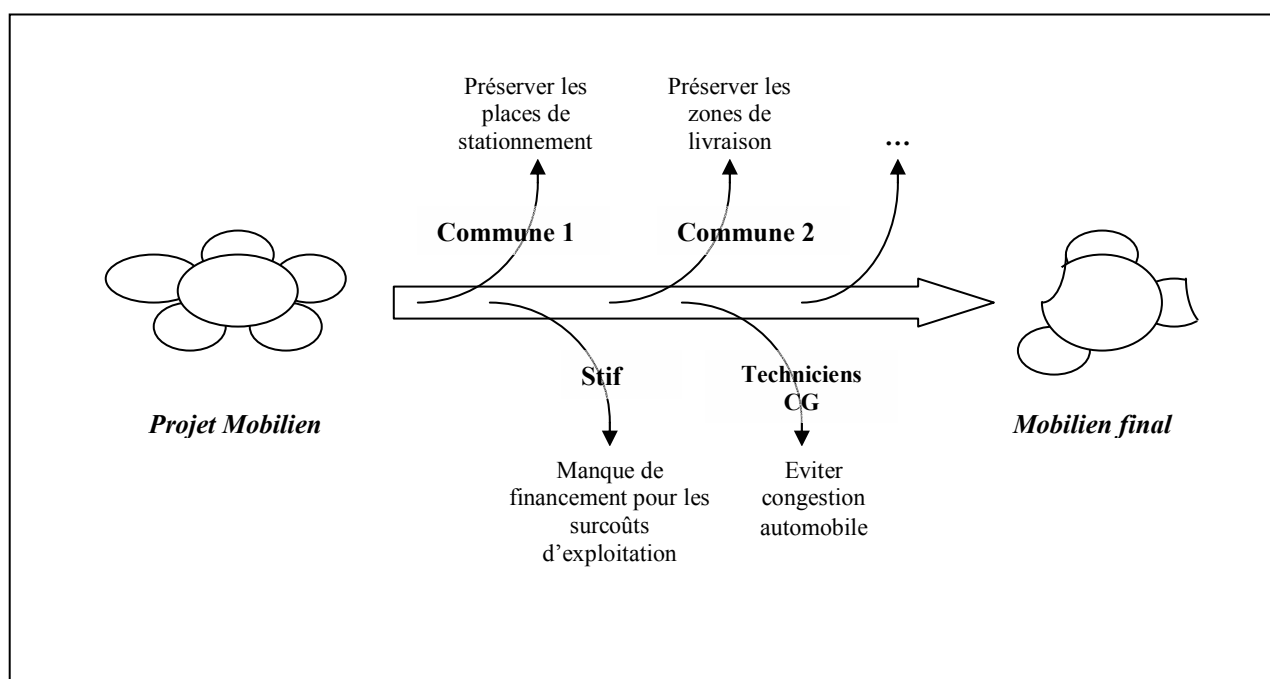 Préserver les
places de
stationnement
Préserver les
zones de
livraison
...
Commune 1
Commune 2
Stif
Techniciens
CG
Projet Mobilien
Mobilien final
Manque de
financement pour les
surcoûts
d’exploitation
Eviter
congestion
automobile